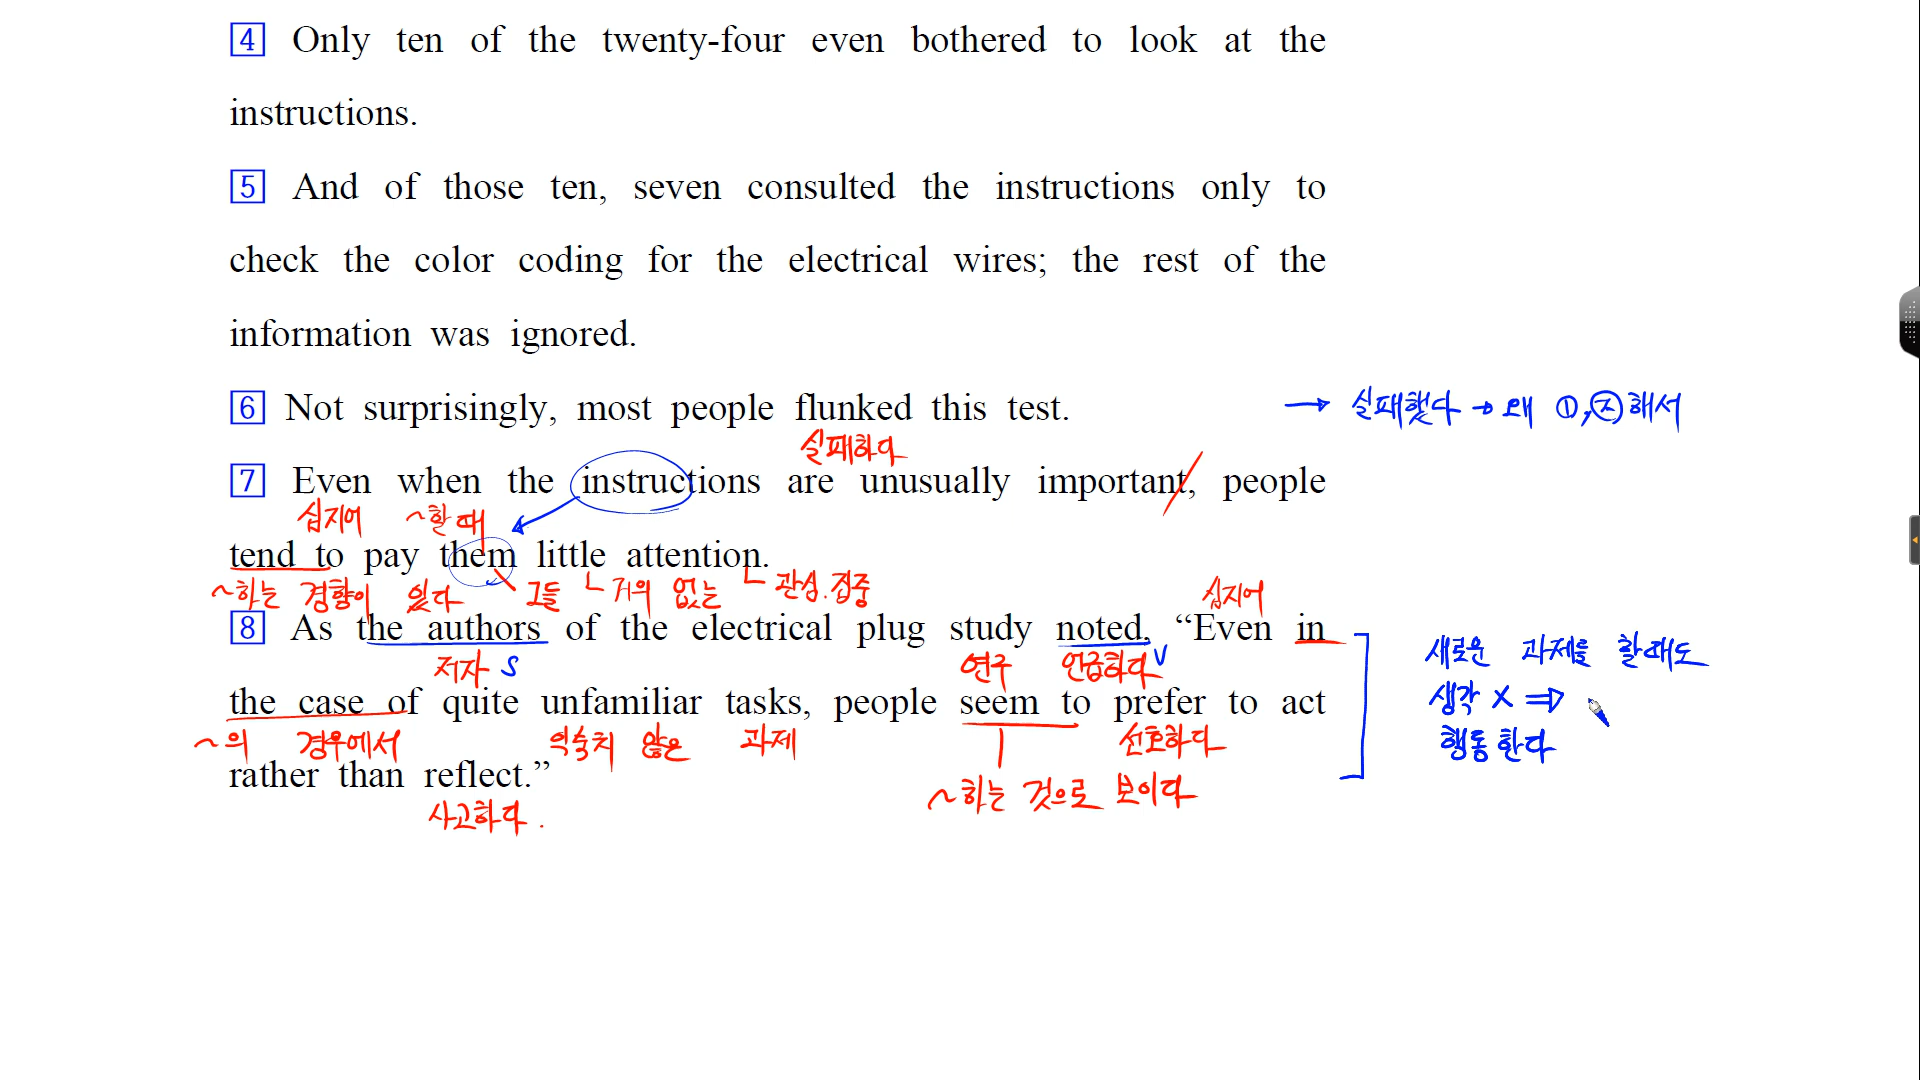 4 Only ten of the twenty-four even bothered to look at the
instructions.
5 And of those ten, seven consulted the instructions only to
check the color coding for the electrical wires; the rest of the
information was ignored.
6 Not surprisingly, most people flunked this test. → 실패했다 → 왜 ①,②해서
실패하다
7 Even when the instructions are unusually important, people
십지어 ~할 때
tend to pay them little attention.
~하는 경향이 있다 그들 거의 없는 관심.집중
십지어
8 As the authors of the electrical plug study noted, “Even in
저자 S 연구 언급하다 V
새로운 과제를 할때도
the case of quite unfamiliar tasks, people seem to prefer to act
생각 X ⇒
~의 경우에서 익숙치 않은 과제 선호하다
행동한다
rather than reflect.”
~하는 것으로 보이다
사고하다.